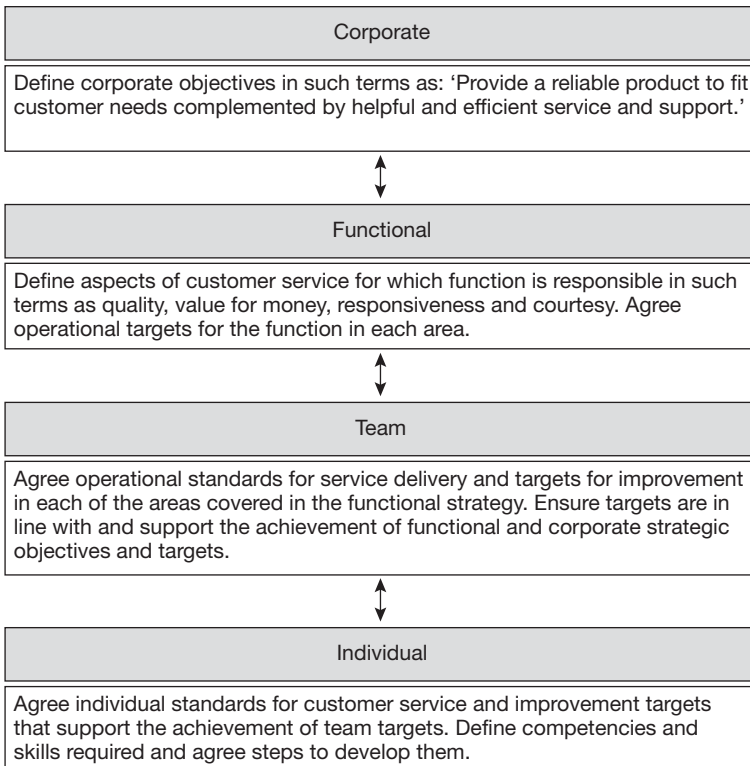 Corporate
Define corporate objectives in such terms as: ‘Provide a reliable product to fit
customer needs complemented by helpful and efficient service and support.’
Functional
Define aspects of customer service for which function is responsible in such
terms as quality, value for money, responsiveness and courtesy. Agree
operational targets for the function in each area.
Team
Agree operational standards for service delivery and targets for improvement
in each of the areas covered in the functional strategy. Ensure targets are in
line with and support the achievement of functional and corporate strategic
objectives and targets.
Individual
Agree individual standards for customer service and improvement targets
that support the achievement of team targets. Define competencies and
skills required and agree steps to develop them.